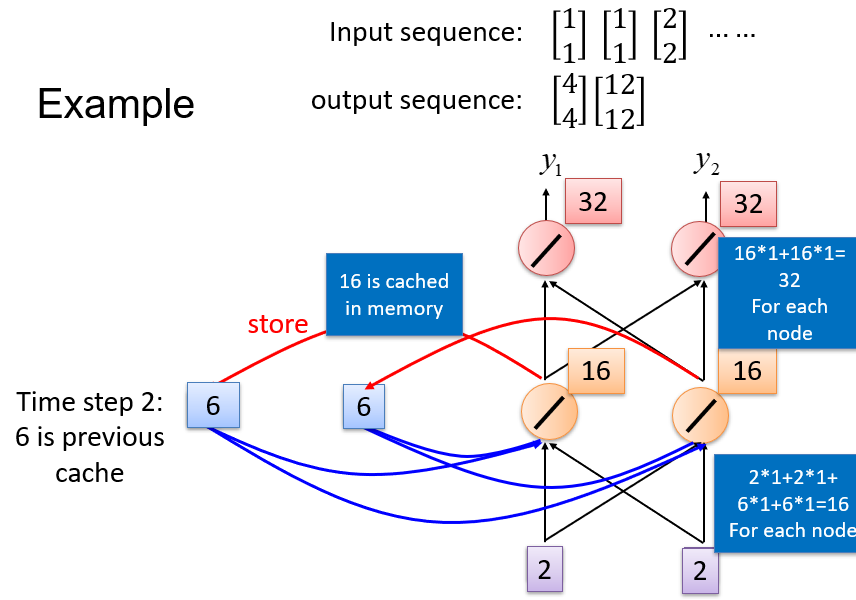 Input sequence: [1 1] [1 1] [2 2] ... ...
Example
output sequence: [4 4] [12 12]
y1
y2
32
32
16*1+16*1=
32
For each
node
16 is cached
in memory
store
16
16
6
6
Time step 2:
6 is previous
cache
2*1+2*1+
6*1+6*1=16
For each node
2
2